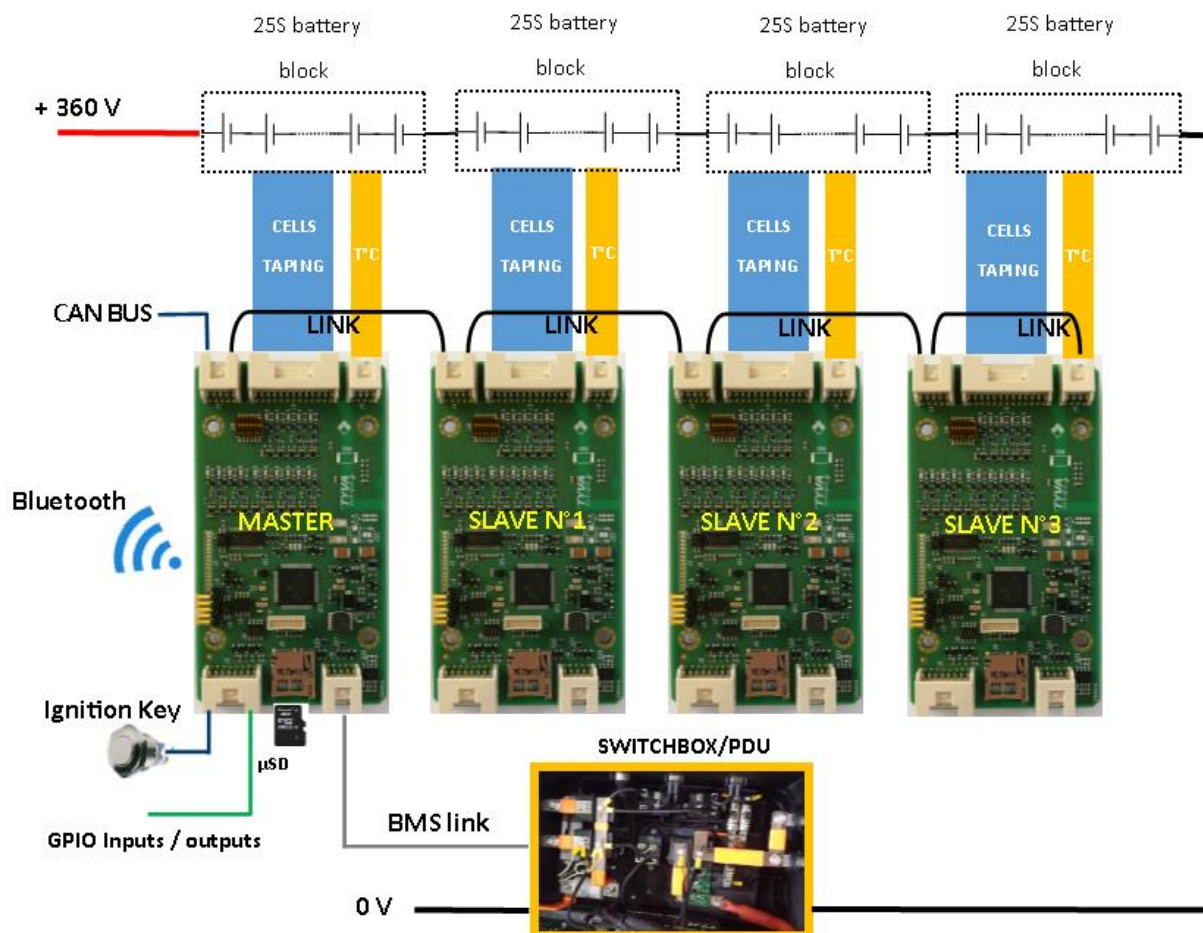 25S battery
block
25S battery
block
25S battery
block
25S battery
block
+ 360 V
CELLS
TAPING
T°C
CELLS
TAPING
T°C
CELLS
TAPING
T°C
CELLS
TAPING
T°C
CAN BUS
LINK
LINK
LINK
LINK
Bluetooth
MASTER
SLAVE N°1
SLAVE N°2
SLAVE N°3
Ignition Key
µSD
GPIO Inputs / outputs
BMS link
SWITCHBOX/PDU
0 V